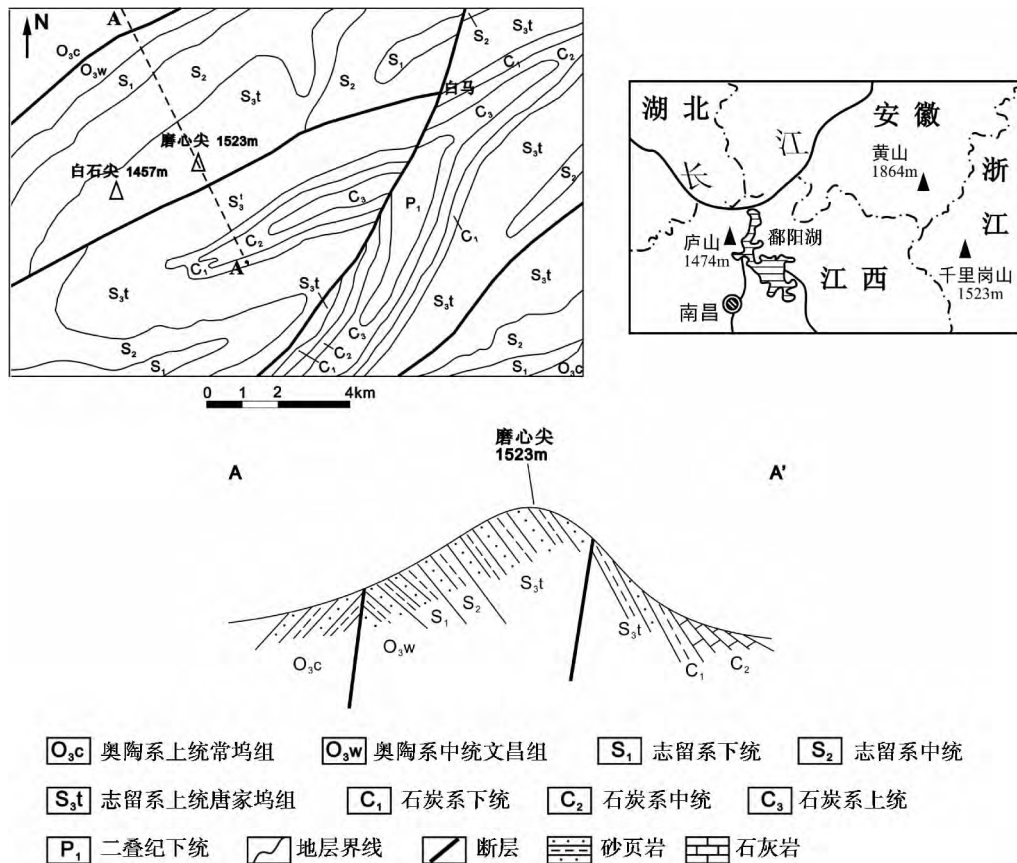 N
A
O₃c
O₃w
S₁
S₂
S₃t
S₂
S₁
S₂
S₃t
C₁
C₂
C₃
白马
磨心尖 1523m
白石尖 1457m
S₃ᵗ
C₃
P₁
C₂
C₁
A'
S₃t
S₂
C₁
S₃t
S₃t
S₃t
S₂
S₁
C₃
C₂
C₁
S₂
S₁
O₃c
0 1 2 4km
湖北
安徽
长江
黄山
1864m
浙江
庐山
1474m
鄱阳湖
江西
千里岗山
1523m
南昌
磨心尖
1523m
A
A'
O₃c
O₃w
S₁
S₂
S₃t
S₃t
C₁
C₂
O₃c 奥陶系上统常坞组
O₃w 奥陶系中统文昌组
S₁ 志留系下统
S₂ 志留系中统
S₃t 志留系上统唐家坞组
C₁ 石炭系下统
C₂ 石炭系中统
C₃ 石炭系上统
P₁ 二叠纪下统
地层界线
断层
砂页岩
石灰岩